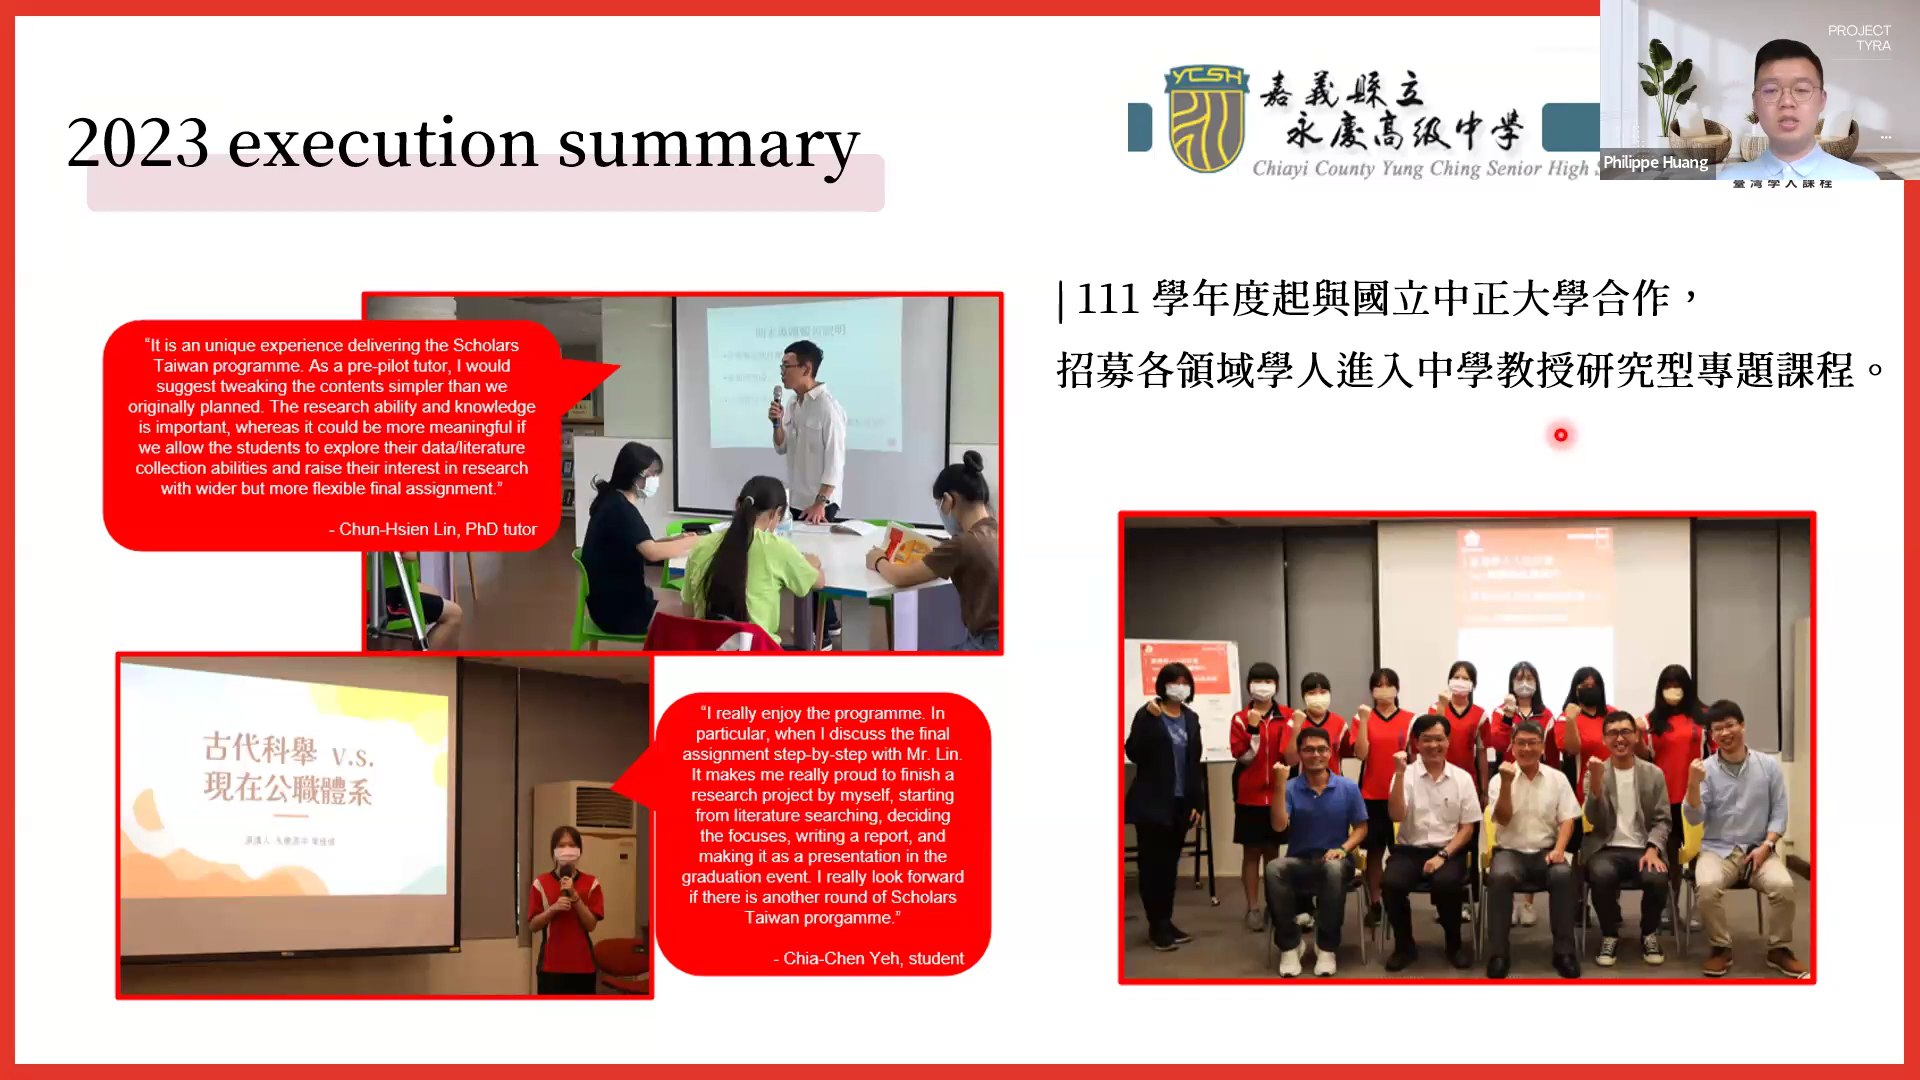 2023 execution summary
YCSH
嘉義縣立
永慶高級中學
Chiayi County Yung Ching Senior High
PROJECT
TYRA
Philippe Huang
臺灣學人課程
| 111 學年度起與國立中正大學合作，
招募各領域學人進入中學教授研究型專題課程。
“It is an unique experience delivering the Scholars
Taiwan programme. As a pre-pilot tutor, I would
suggest tweaking the contents simpler than we
originally planned. The research ability and knowledge
is important, whereas it could be more meaningful if
we allow the students to explore their data/literature
collection abilities and raise their interest in research
with wider but more flexible final assignment.”
- Chun-Hsien Lin, PhD tutor
古代科舉 v.s.
現在公職體系
“I really enjoy the programme. In
particular, when I discuss the final
assignment step-by-step with Mr. Lin.
It makes me really proud to finish a
research project by myself, starting
from literature searching, deciding
the focuses, writing a report, and
making it as a presentation in the
graduation event. I really look forward
if there is another round of Scholars
Taiwan prorgamme.”
- Chia-Chen Yeh, student